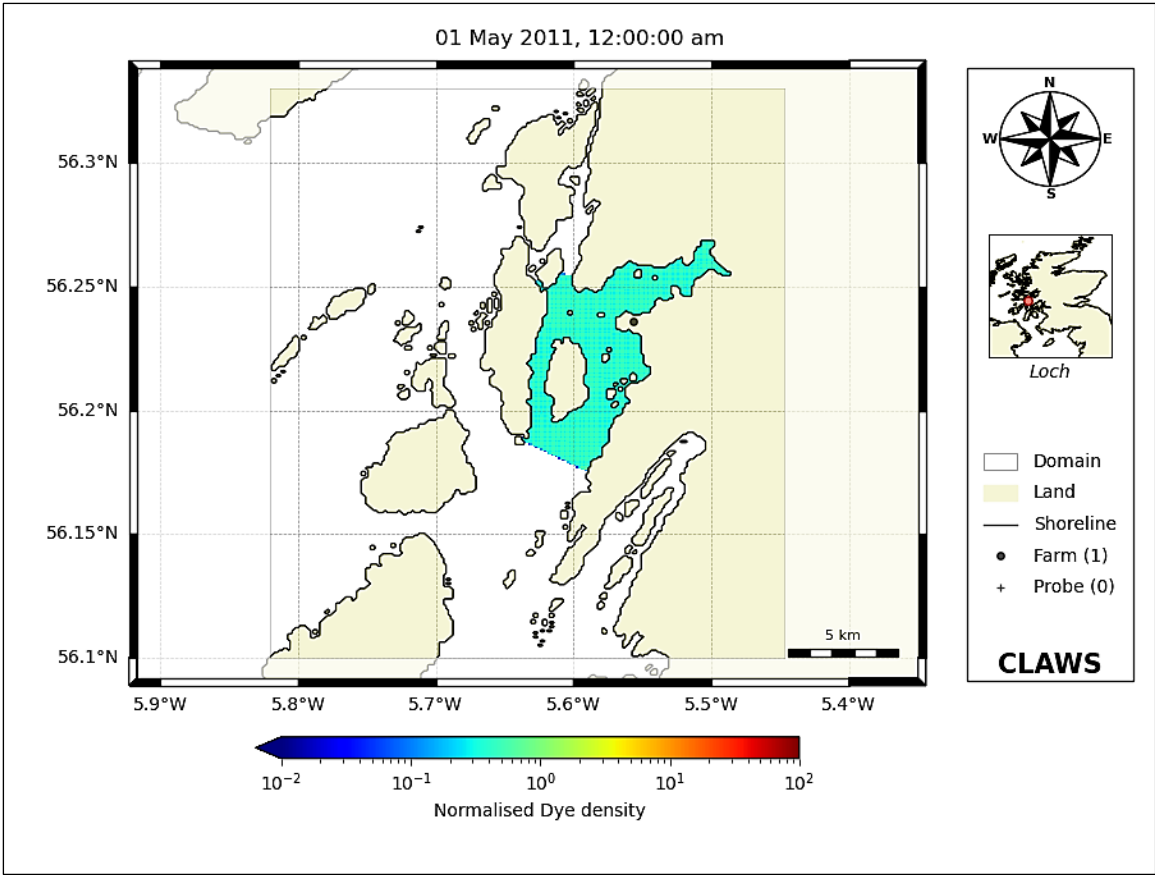 01 May 2011, 12:00:00 am
56.3°N
56.25°N
56.2°N
56.15°N
56.1°N
5.9°W
5.8°W
5.7°W
5.6°W
5.5°W
5.4°W
5 km
N
W
E
S
Loch
Domain
Land
Shoreline
Farm (1)
Probe (0)
CLAWS
10⁻²
10⁻¹
10⁰
10¹
10²
Normalised Dye density